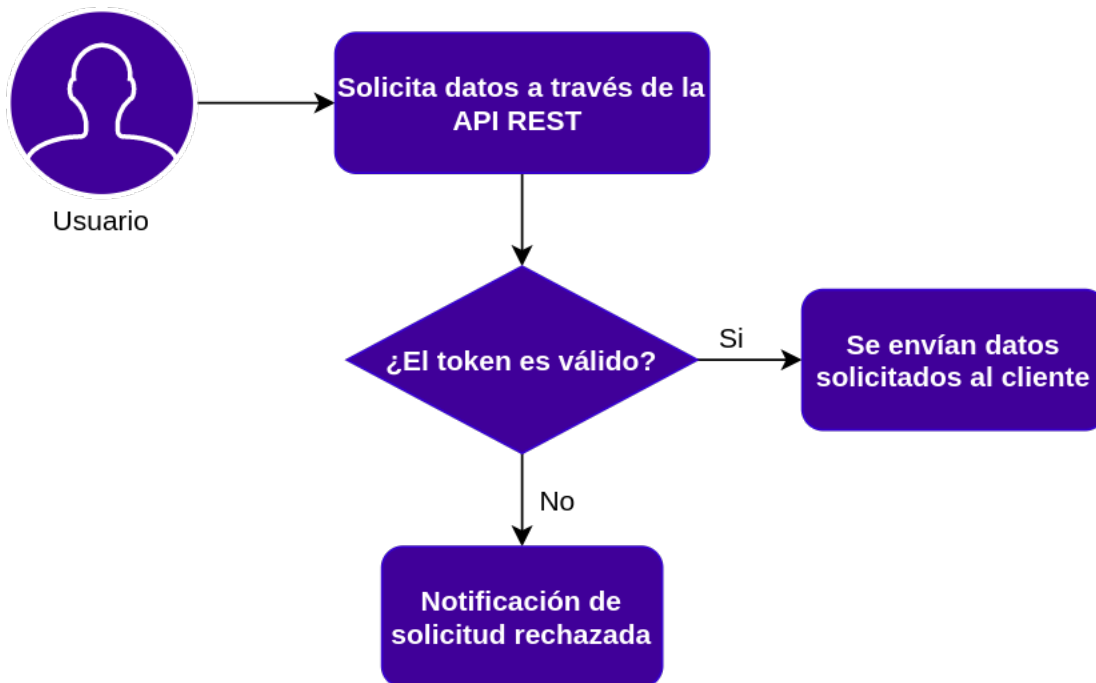 Solicita datos a través de la
API REST
Usuario
¿El token es válido?
Si
Se envían datos
solicitados al cliente
No
Notificación de
solicitud rechazada